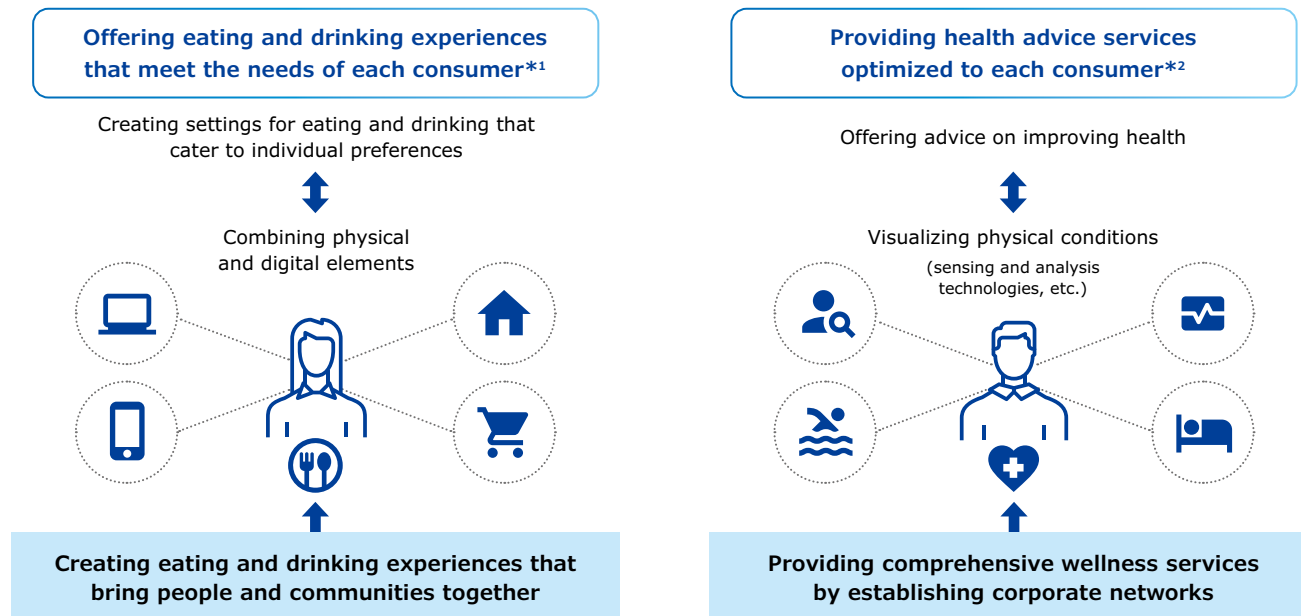 Offering eating and drinking experiences
that meet the needs of each consumer*1
Creating settings for eating and drinking that
cater to individual preferences
Combining physical
and digital elements
Creating eating and drinking experiences that
bring people and communities together
Providing health advice services
optimized to each consumer*2
Offering advice on improving health
Visualizing physical conditions
(sensing and analysis
technologies, etc.)
Providing comprehensive wellness services
by establishing corporate networks